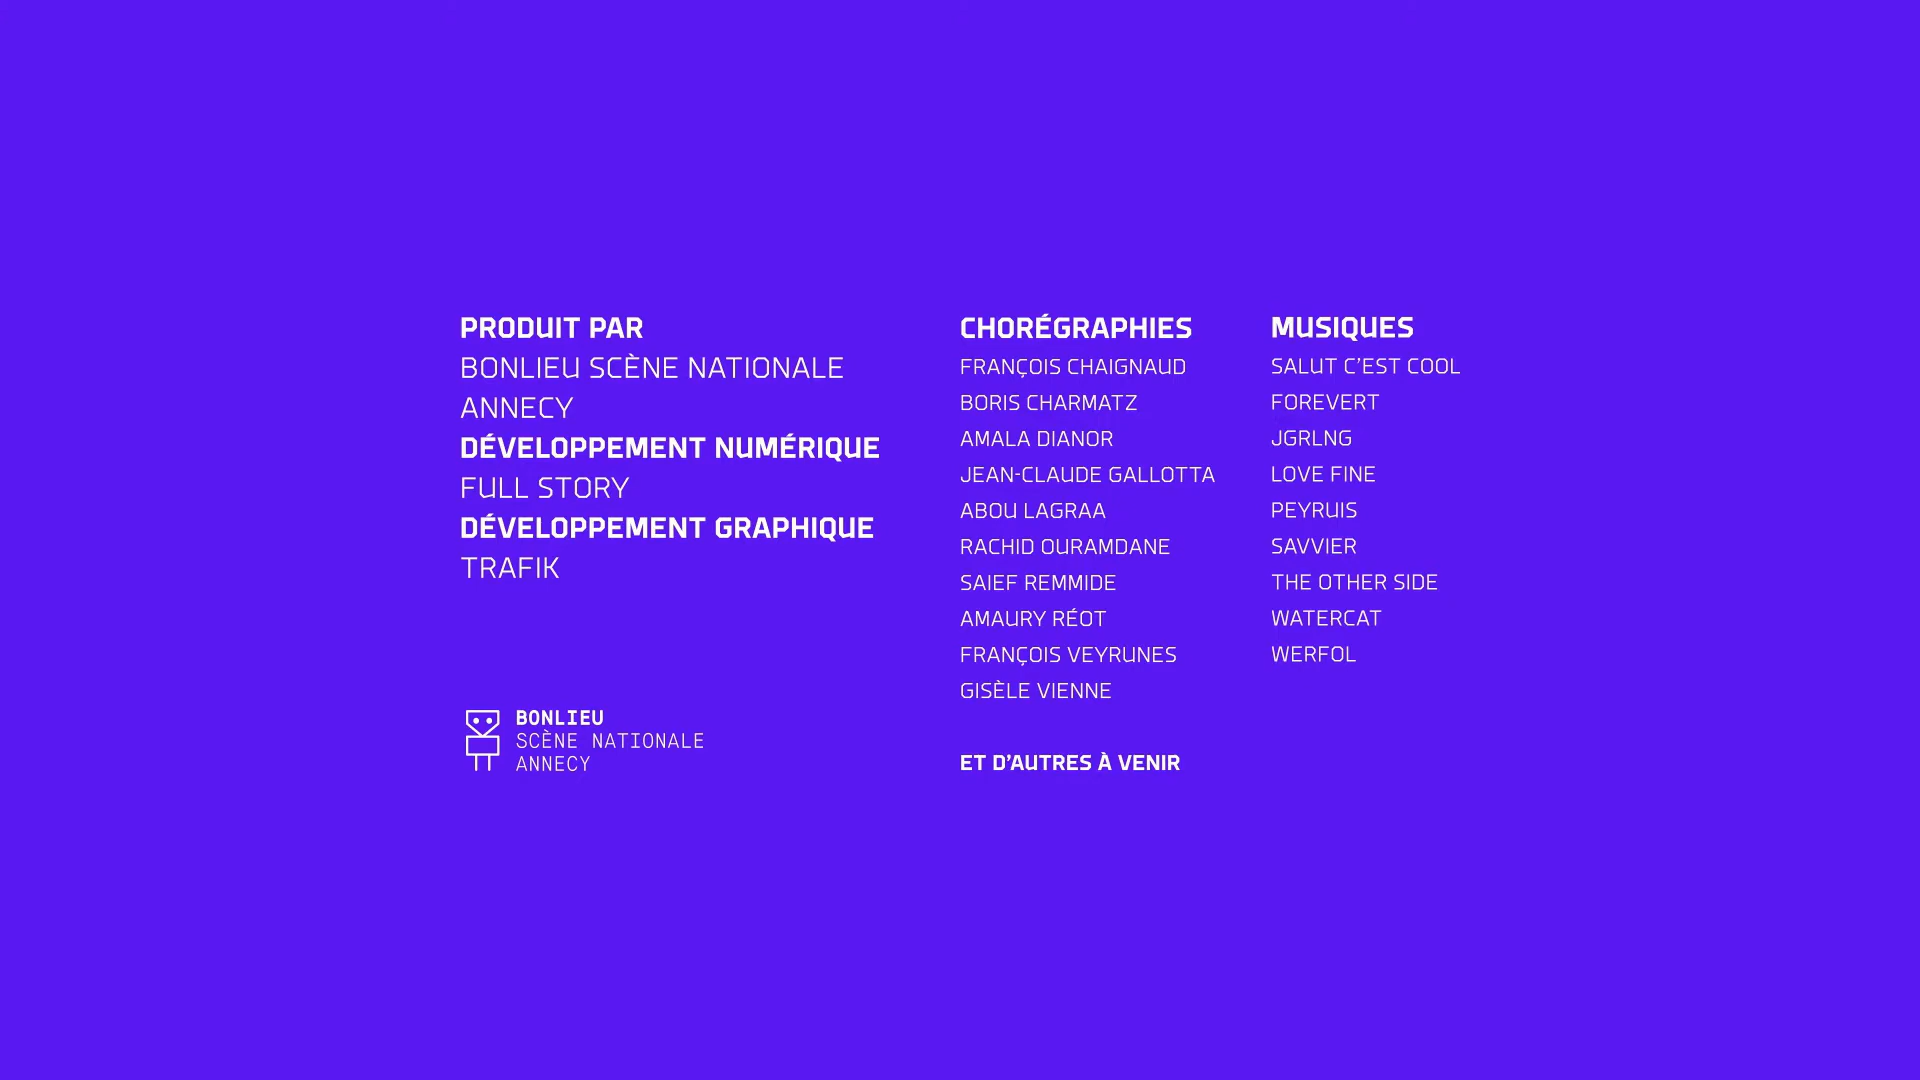 PRODUIT PAR
BONLIEU SCÈNE NATIONALE
ANNECY
DÉVELOPPEMENT NUMÉRIQUE
FULL STORY
DÉVELOPPEMENT GRAPHIQUE
TRAFIK
BONLIEU
SCÈNE NATIONALE
ANNECY
CHORÉGRAPHIES
FRANÇOIS CHAIGNAUD
BORIS CHARMATZ
AMALA DIANOR
JEAN-CLAUDE GALLOTTA
ABOU LAGRAA
RACHID OURAMDANE
SAIEF REMMIDE
AMAURY RÉOT
FRANÇOIS VEYRUNES
GISÈLE VIENNE
ET D’AUTRES À VENIR
MUSIQUES
SALUT C’EST COOL
FOREVERT
JGRLNG
LOVE FINE
PEYRUIS
SAVVIER
THE OTHER SIDE
WATERCAT
WERFOL